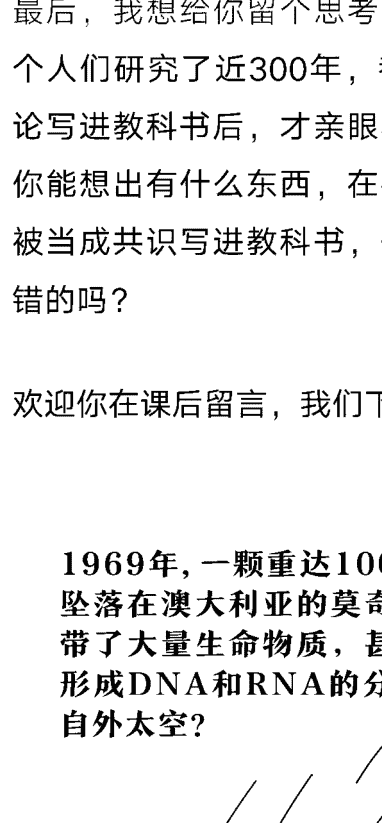 最后，我想给你留个思考
个人们研究了近300年，
论写进教科书后，才亲眼
你能想出有什么东西，在
被当成共识写进教科书，
错的吗？
欢迎你在课后留言，我们下
1969年，一颗重达10
坠落在澳大利亚的莫奇
带了大量生命物质，甚
形成DNA和RNA的分
自外太空？